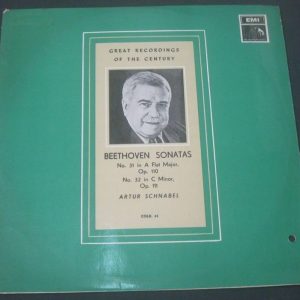 EMI
GREAT RECORDINGS
OF THE CENTURY
BEETHOVEN SONATAS
No. 31 in A Flat Major,
Op. 110
No. 32 in C Minor,
Op. 111
ARTUR SCHNABEL